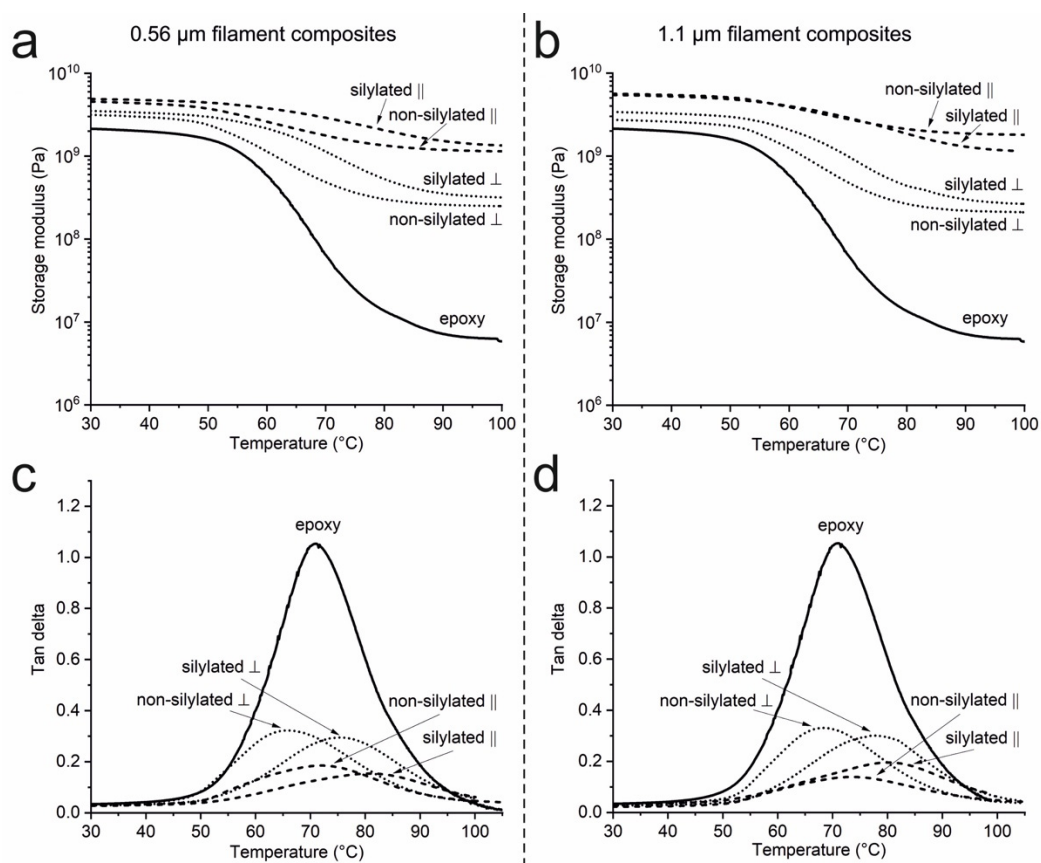 a
0.56 µm filament composites
10¹⁰
10⁹
10⁸
10⁷
10⁶
Storage modulus (Pa)
silylated ||
non-silylated ||
silylated ⊥
non-silylated ⊥
epoxy
30 40 50 60 70 80 90 100
Temperature (°C)
b
1.1 µm filament composites
10¹⁰
10⁹
10⁸
10⁷
10⁶
Storage modulus (Pa)
non-silylated ||
silylated ||
silylated ⊥
non-silylated ⊥
epoxy
30 40 50 60 70 80 90 100
Temperature (°C)
c
1.2
1.0
0.8
0.6
0.4
0.2
0.0
Tan delta
epoxy
silylated ⊥
non-silylated ⊥
non-silylated ||
silylated ||
30 40 50 60 70 80 90 100
Temperature (°C)
d
1.2
1.0
0.8
0.6
0.4
0.2
0.0
Tan delta
epoxy
silylated ⊥
non-silylated ⊥
non-silylated ||
silylated ||
30 40 50 60 70 80 90 100
Temperature (°C)